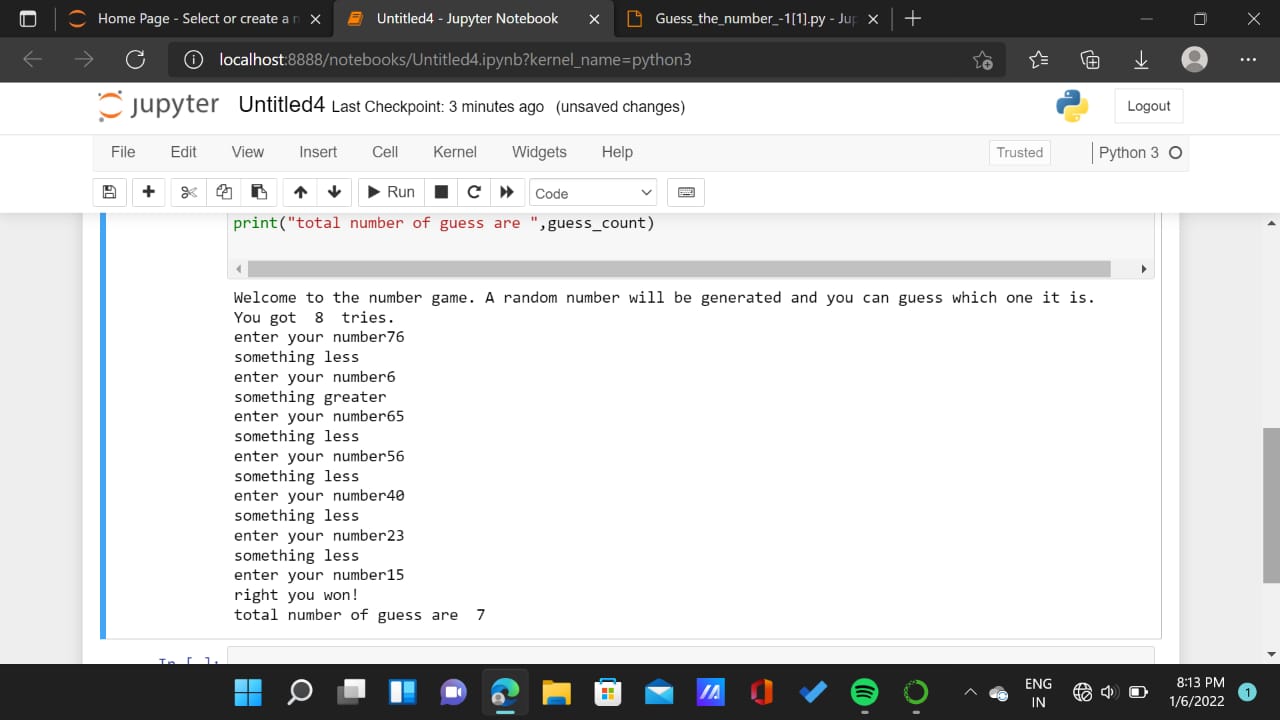 Home Page - Select or create a n
Untitled4 - Jupyter Notebook
Guess_the_number_-1[1].py - Jup
localhost:8888/notebooks/Untitled4.ipynb?kernel_name=python3
jupyter Untitled4 Last Checkpoint: 3 minutes ago (unsaved changes)
Logout
File Edit View Insert Cell Kernel Widgets Help
Trusted
Python 3
Run
Code
print("total number of guess are ",guess_count)
Welcome to the number game. A random number will be generated and you can guess which one it is.
You got  8  tries.
enter your number76
something less
enter your number6
something greater
enter your number65
something less
enter your number56
something less
enter your number40
something less
enter your number23
something less
enter your number15
right you won!
total number of guess are  7
In [ ]:
ENG
IN
8:13 PM
1/6/2022
1